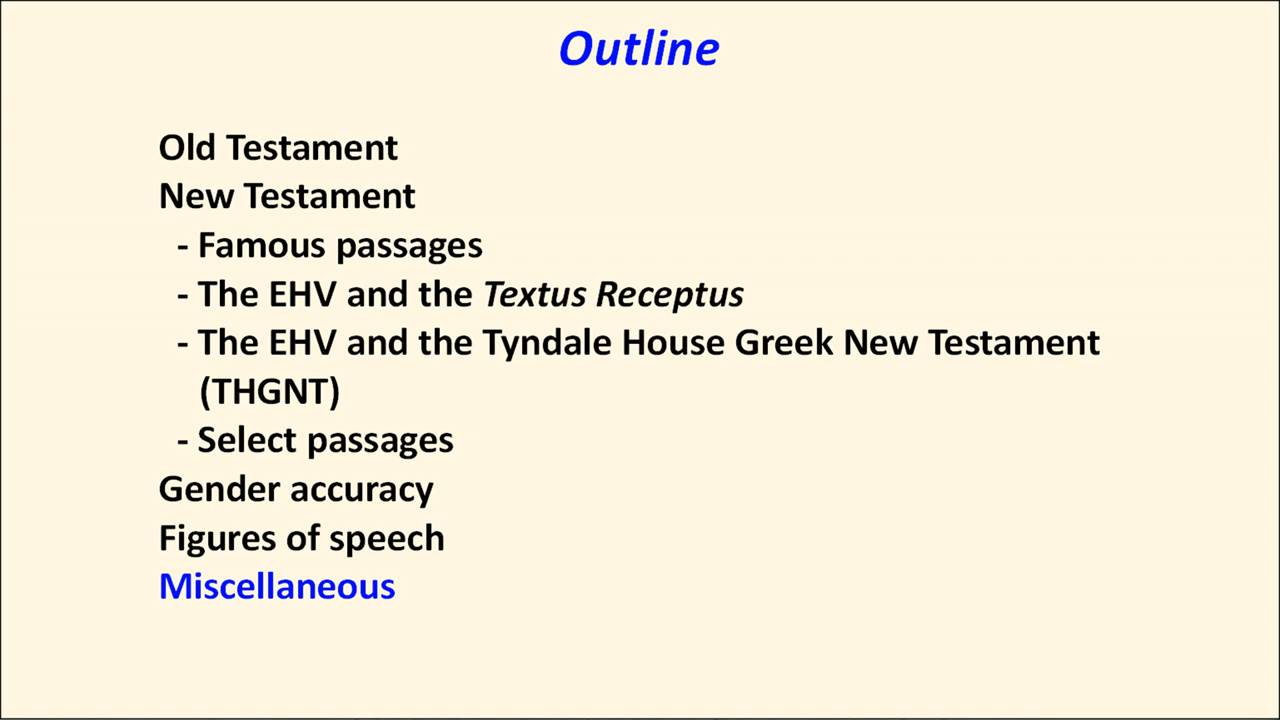 Outline
Old Testament
New Testament
- Famous passages
- The EHV and the Textus Receptus
- The EHV and the Tyndale House Greek New Testament
(THGNT)
- Select passages
Gender accuracy
Figures of speech
Miscellaneous